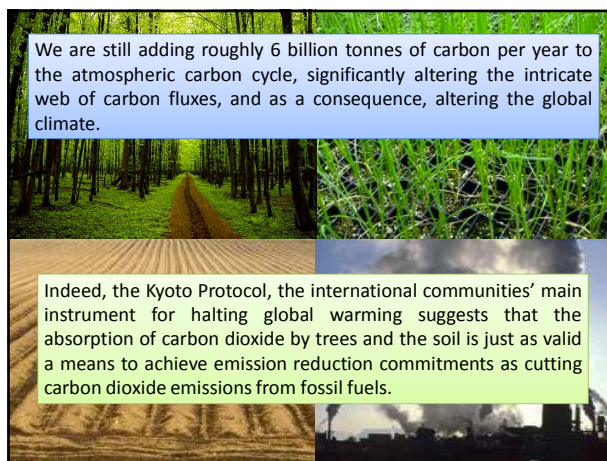 We are still adding roughly 6 billion tonnes of carbon per year to
the atmospheric carbon cycle, significantly altering the intricate
web of carbon fluxes, and as a consequence, altering the global
climate.
Indeed, the Kyoto Protocol, the international communities’ main
instrument for halting global warming suggests that the
absorption of carbon dioxide by trees and the soil is just as valid
a means to achieve emission reduction commitments as cutting
carbon dioxide emissions from fossil fuels.